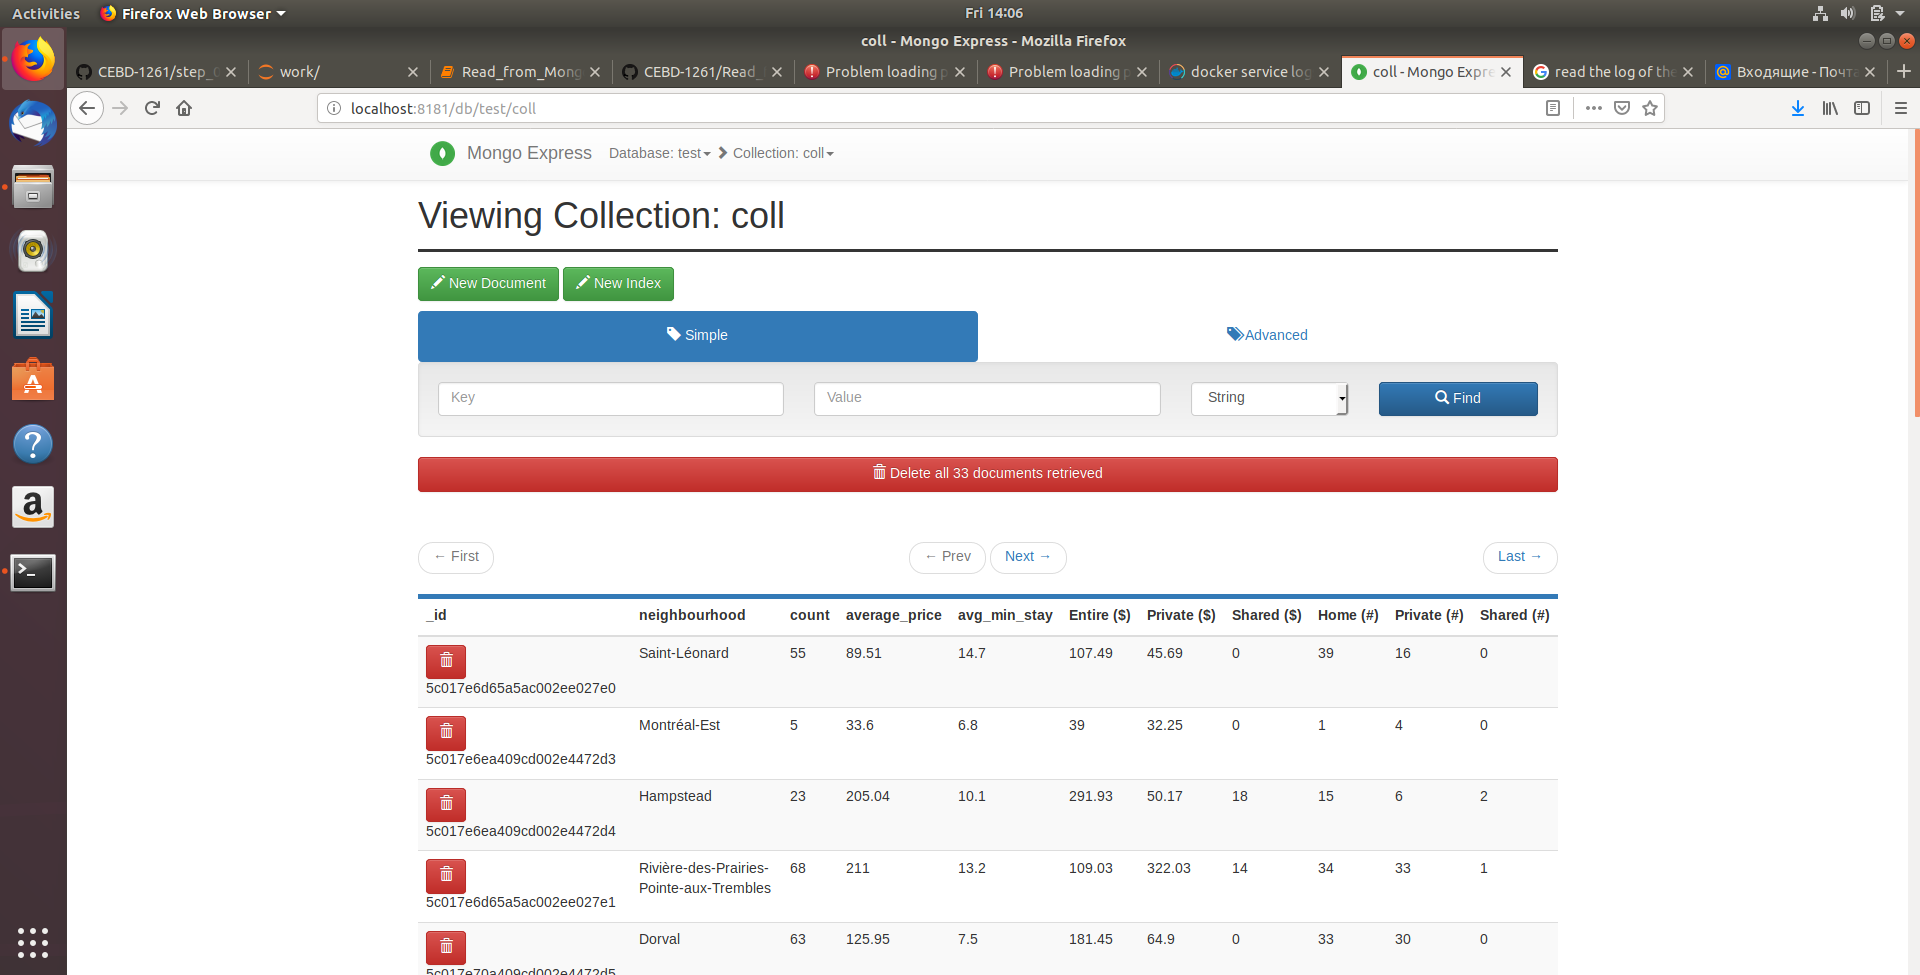 Activities Firefox Web Browser Fri 14:06
coll - Mongo Express - Mozilla Firefox
CEBD-1261/step_ work/ Read_from_Mong CEBD-1261/Read_ Problem loading p Problem loading p docker service log coll - Mongo Expre read the log of the Входящие - Почта
localhost:8181/db/test/coll
Mongo Express Database: test Collection: coll
Viewing Collection: coll
New Document New Index
Simple Advanced
Key Value String Find
Delete all 33 documents retrieved
← First ← Prev Next → Last →
_id neighbourhood count average_price avg_min_stay Entire ($) Private ($) Shared ($) Home (#) Private (#) Shared (#)
Saint-Léonard 55 89.51 14.7 107.49 45.69 0 39 16 0
5c017e6d65a5ac002ee027e0
Montréal-Est 5 33.6 6.8 39 32.25 0 1 4 0
5c017e6ea409cd002e4472d3
Hampstead 23 205.04 10.1 291.93 50.17 18 15 6 2
5c017e6ea409cd002e4472d4
Rivière-des-Prairies- 68 211 13.2 109.03 322.03 14 34 33 1
Pointe-aux-Trembles
5c017e6d65a5ac002ee027e1
Dorval 63 125.95 7.5 181.45 64.9 0 33 30 0
5c017e70a409cd002e4472d5